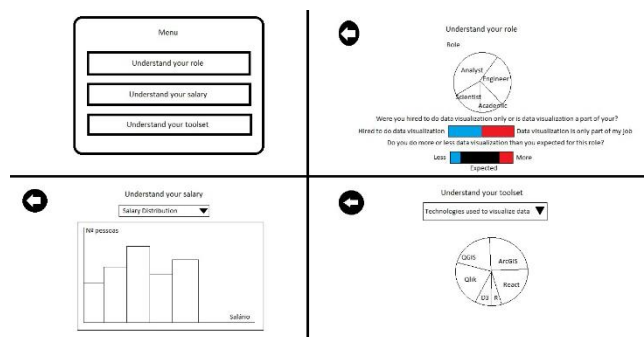 Menu
Understand your role
Understand your salary
Understand your toolset
Understand your role
Role
Analyst
Engineer
Scientist
Academic
Were you hired to do data visualization only or is data visualization a part of your?
Hired to do data visualization
Data visualization is only part of my job
Do you do more or less data visualization than you expected for this role?
Less
More
Expected
Understand your salary
Salary Distribution
Nº pessoas
Salário
Understand your toolset
Technologies used to visualize data
QGIS
ArcGIS
Qlik
React
D3
R